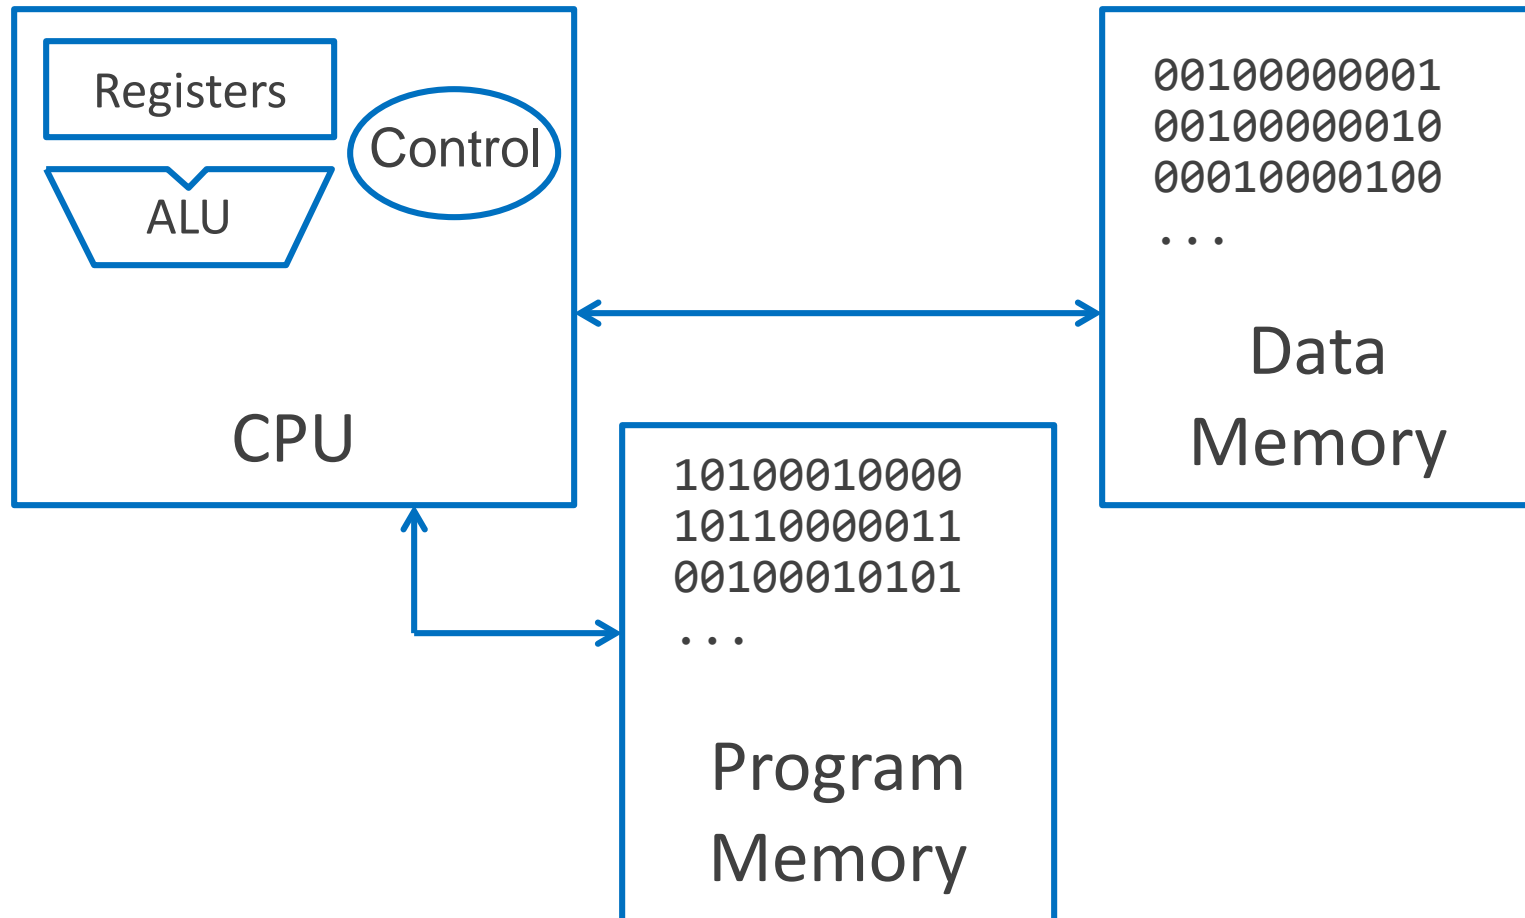 Registers
Control
ALU
CPU
00100000001
00100000010
00010000100
...
Data
Memory
10100010000
10110000011
00100010101
...
Program
Memory